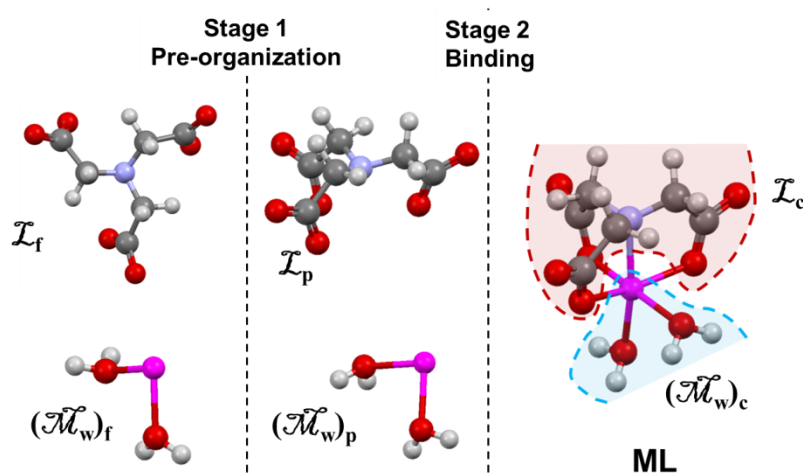 Stage 1
Pre-organization
Stage 2
Binding
ℒf
ℒp
ℒc
(ℳw)f
(ℳw)p
(ℳw)c
ML